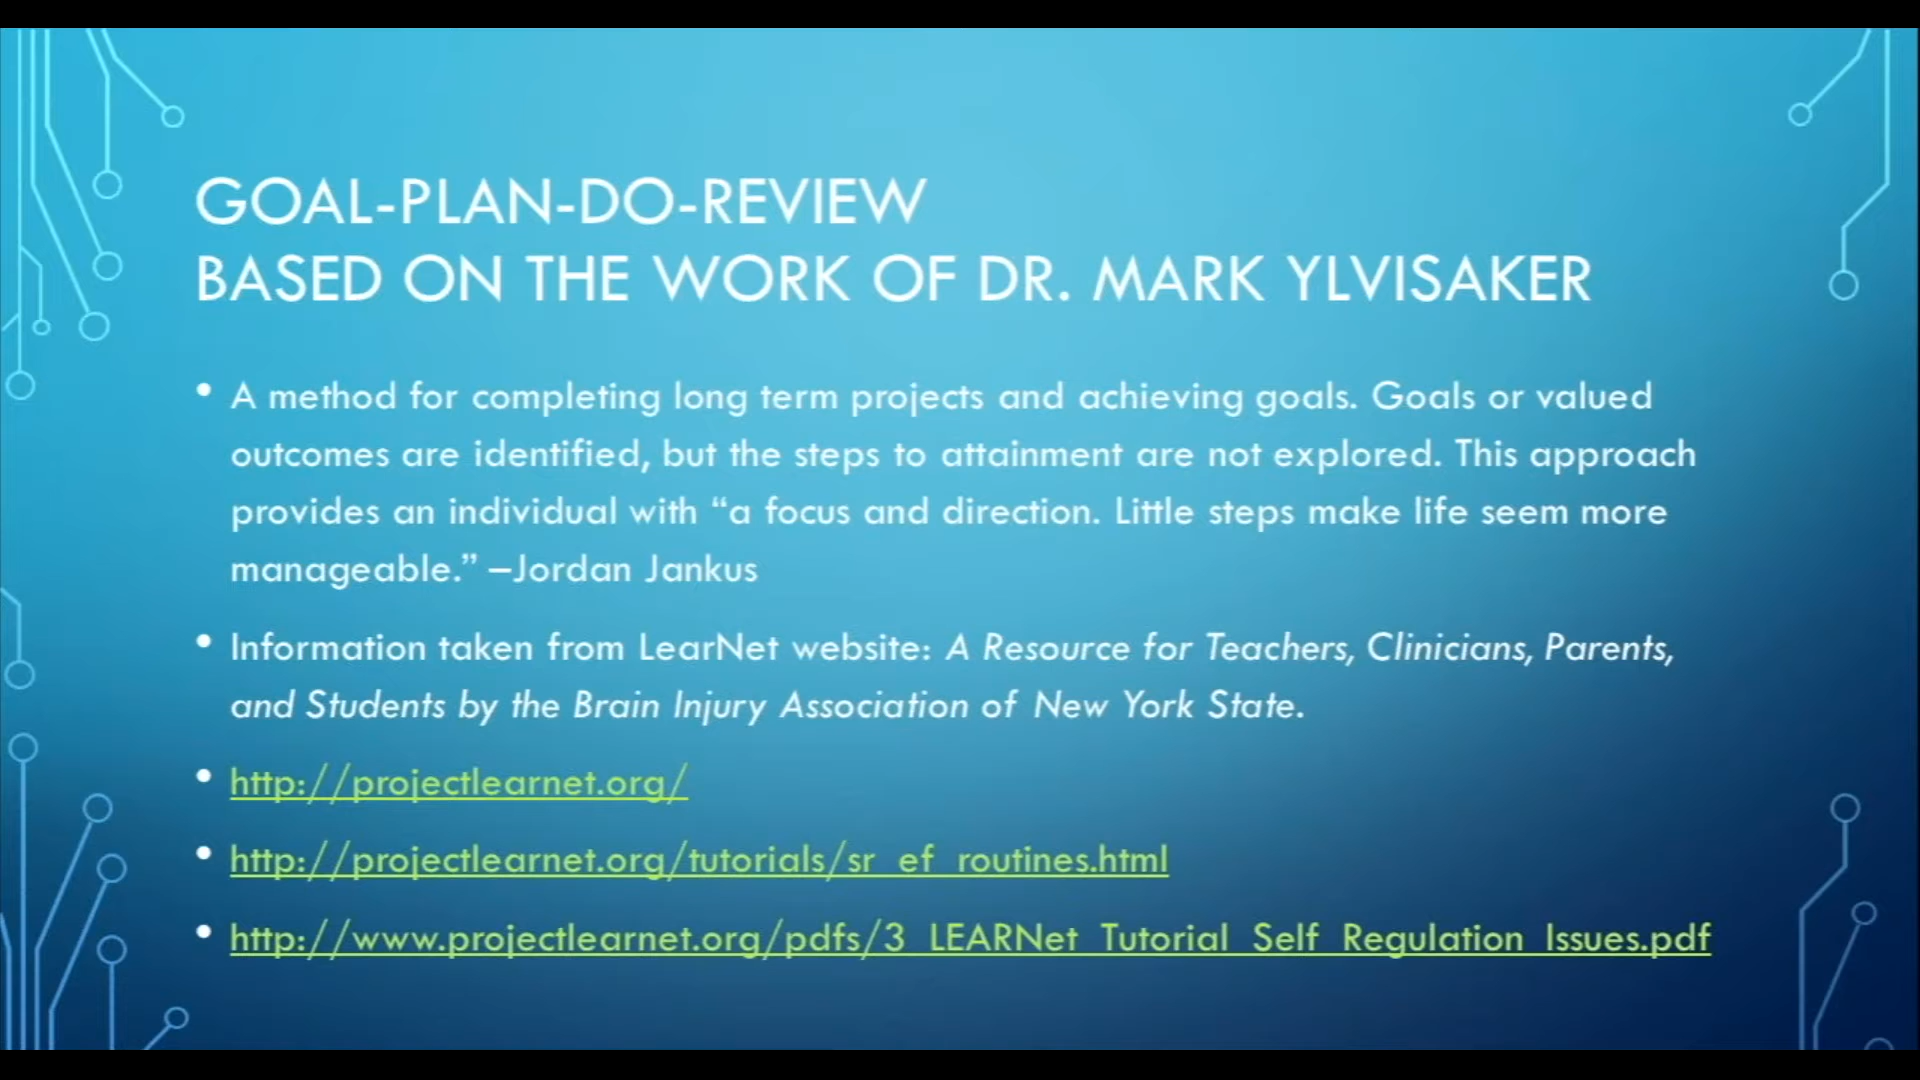 GOAL-PLAN-DO-REVIEW
BASED ON THE WORK OF DR. MARK YLVISAKER
• A method for completing long term projects and achieving goals. Goals or valued
outcomes are identified, but the steps to attainment are not explored. This approach
provides an individual with “a focus and direction. Little steps make life seem more
manageable.” –Jordan Jankus
• Information taken from LearNet website: A Resource for Teachers, Clinicians, Parents,
and Students by the Brain Injury Association of New York State.
• http://projectlearnet.org/
• http://projectlearnet.org/tutorials/sr_ef_routines.html
• http://www.projectlearnet.org/pdfs/3_LEARNet_Tutorial_Self_Regulation_Issues.pdf